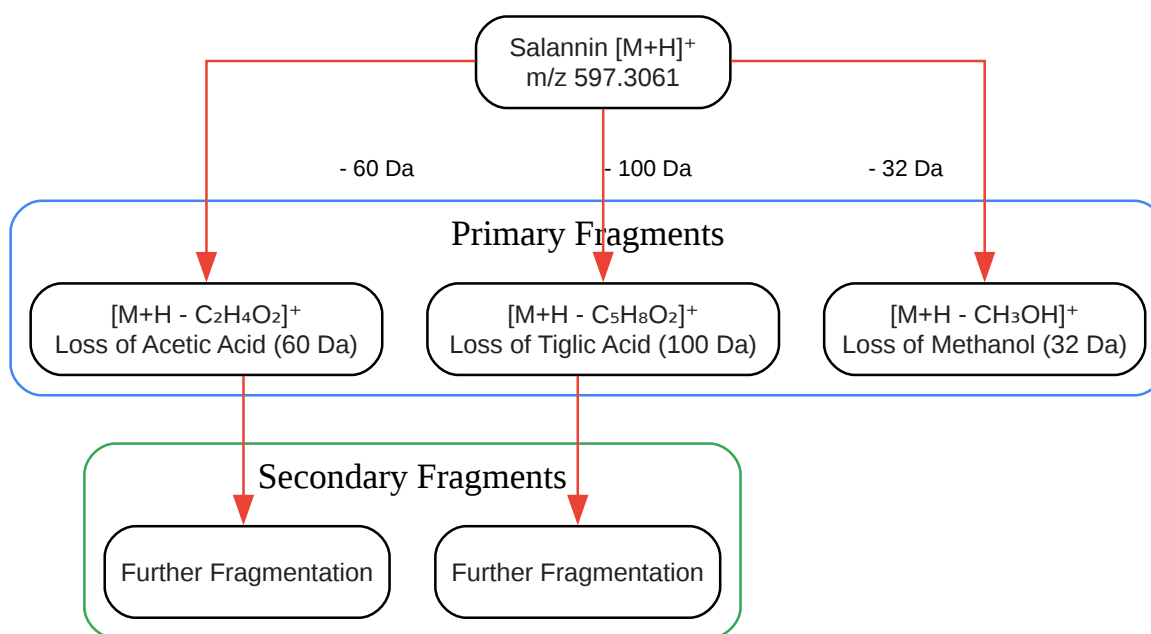 Salannin [M+H]⁺
m/z 597.3061
- 60 Da
- 100 Da
- 32 Da
Primary Fragments
[M+H - C₂H₄O₂]⁺
Loss of Acetic Acid (60 Da)
[M+H - C₅H₈O₂]⁺
Loss of Tiglic Acid (100 Da)
[M+H - CH₃OH]⁺
Loss of Methanol (32 Da)
Secondary Fragments
Further Fragmentation
Further Fragmentation